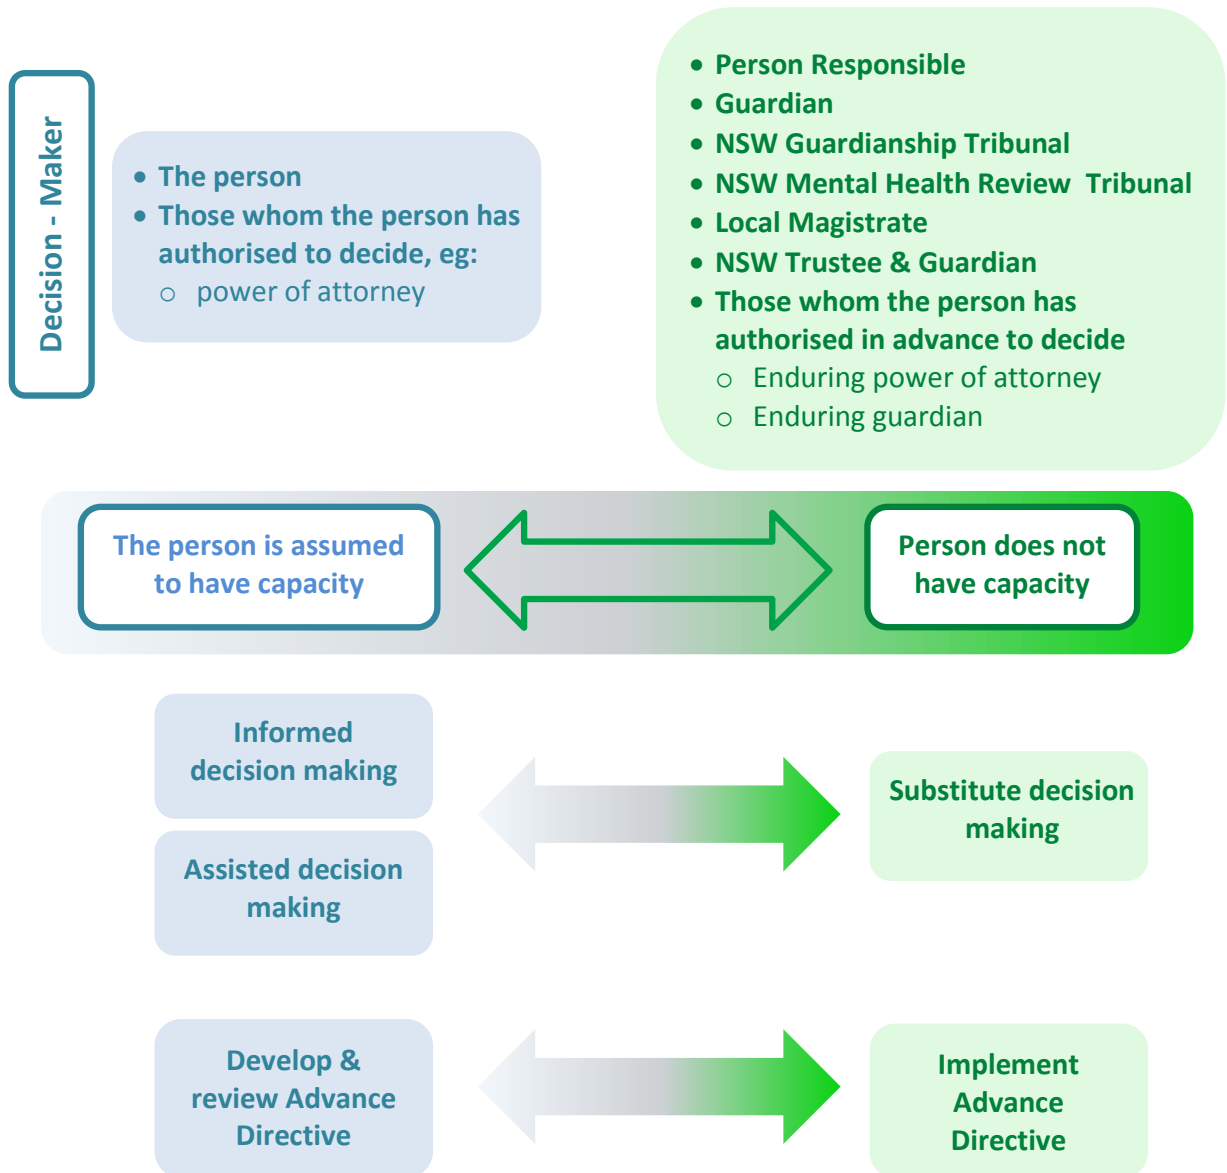 Decision - Maker
• The person
• Those whom the person has
authorised to decide, eg:
o power of attorney
• Person Responsible
• Guardian
• NSW Guardianship Tribunal
• NSW Mental Health Review Tribunal
• Local Magistrate
• NSW Trustee & Guardian
• Those whom the person has
authorised in advance to decide
o Enduring power of attorney
o Enduring guardian
The person is assumed
to have capacity
Person does not
have capacity
Informed
decision making
Assisted decision
making
Substitute decision
making
Develop &
review Advance
Directive
Implement
Advance
Directive